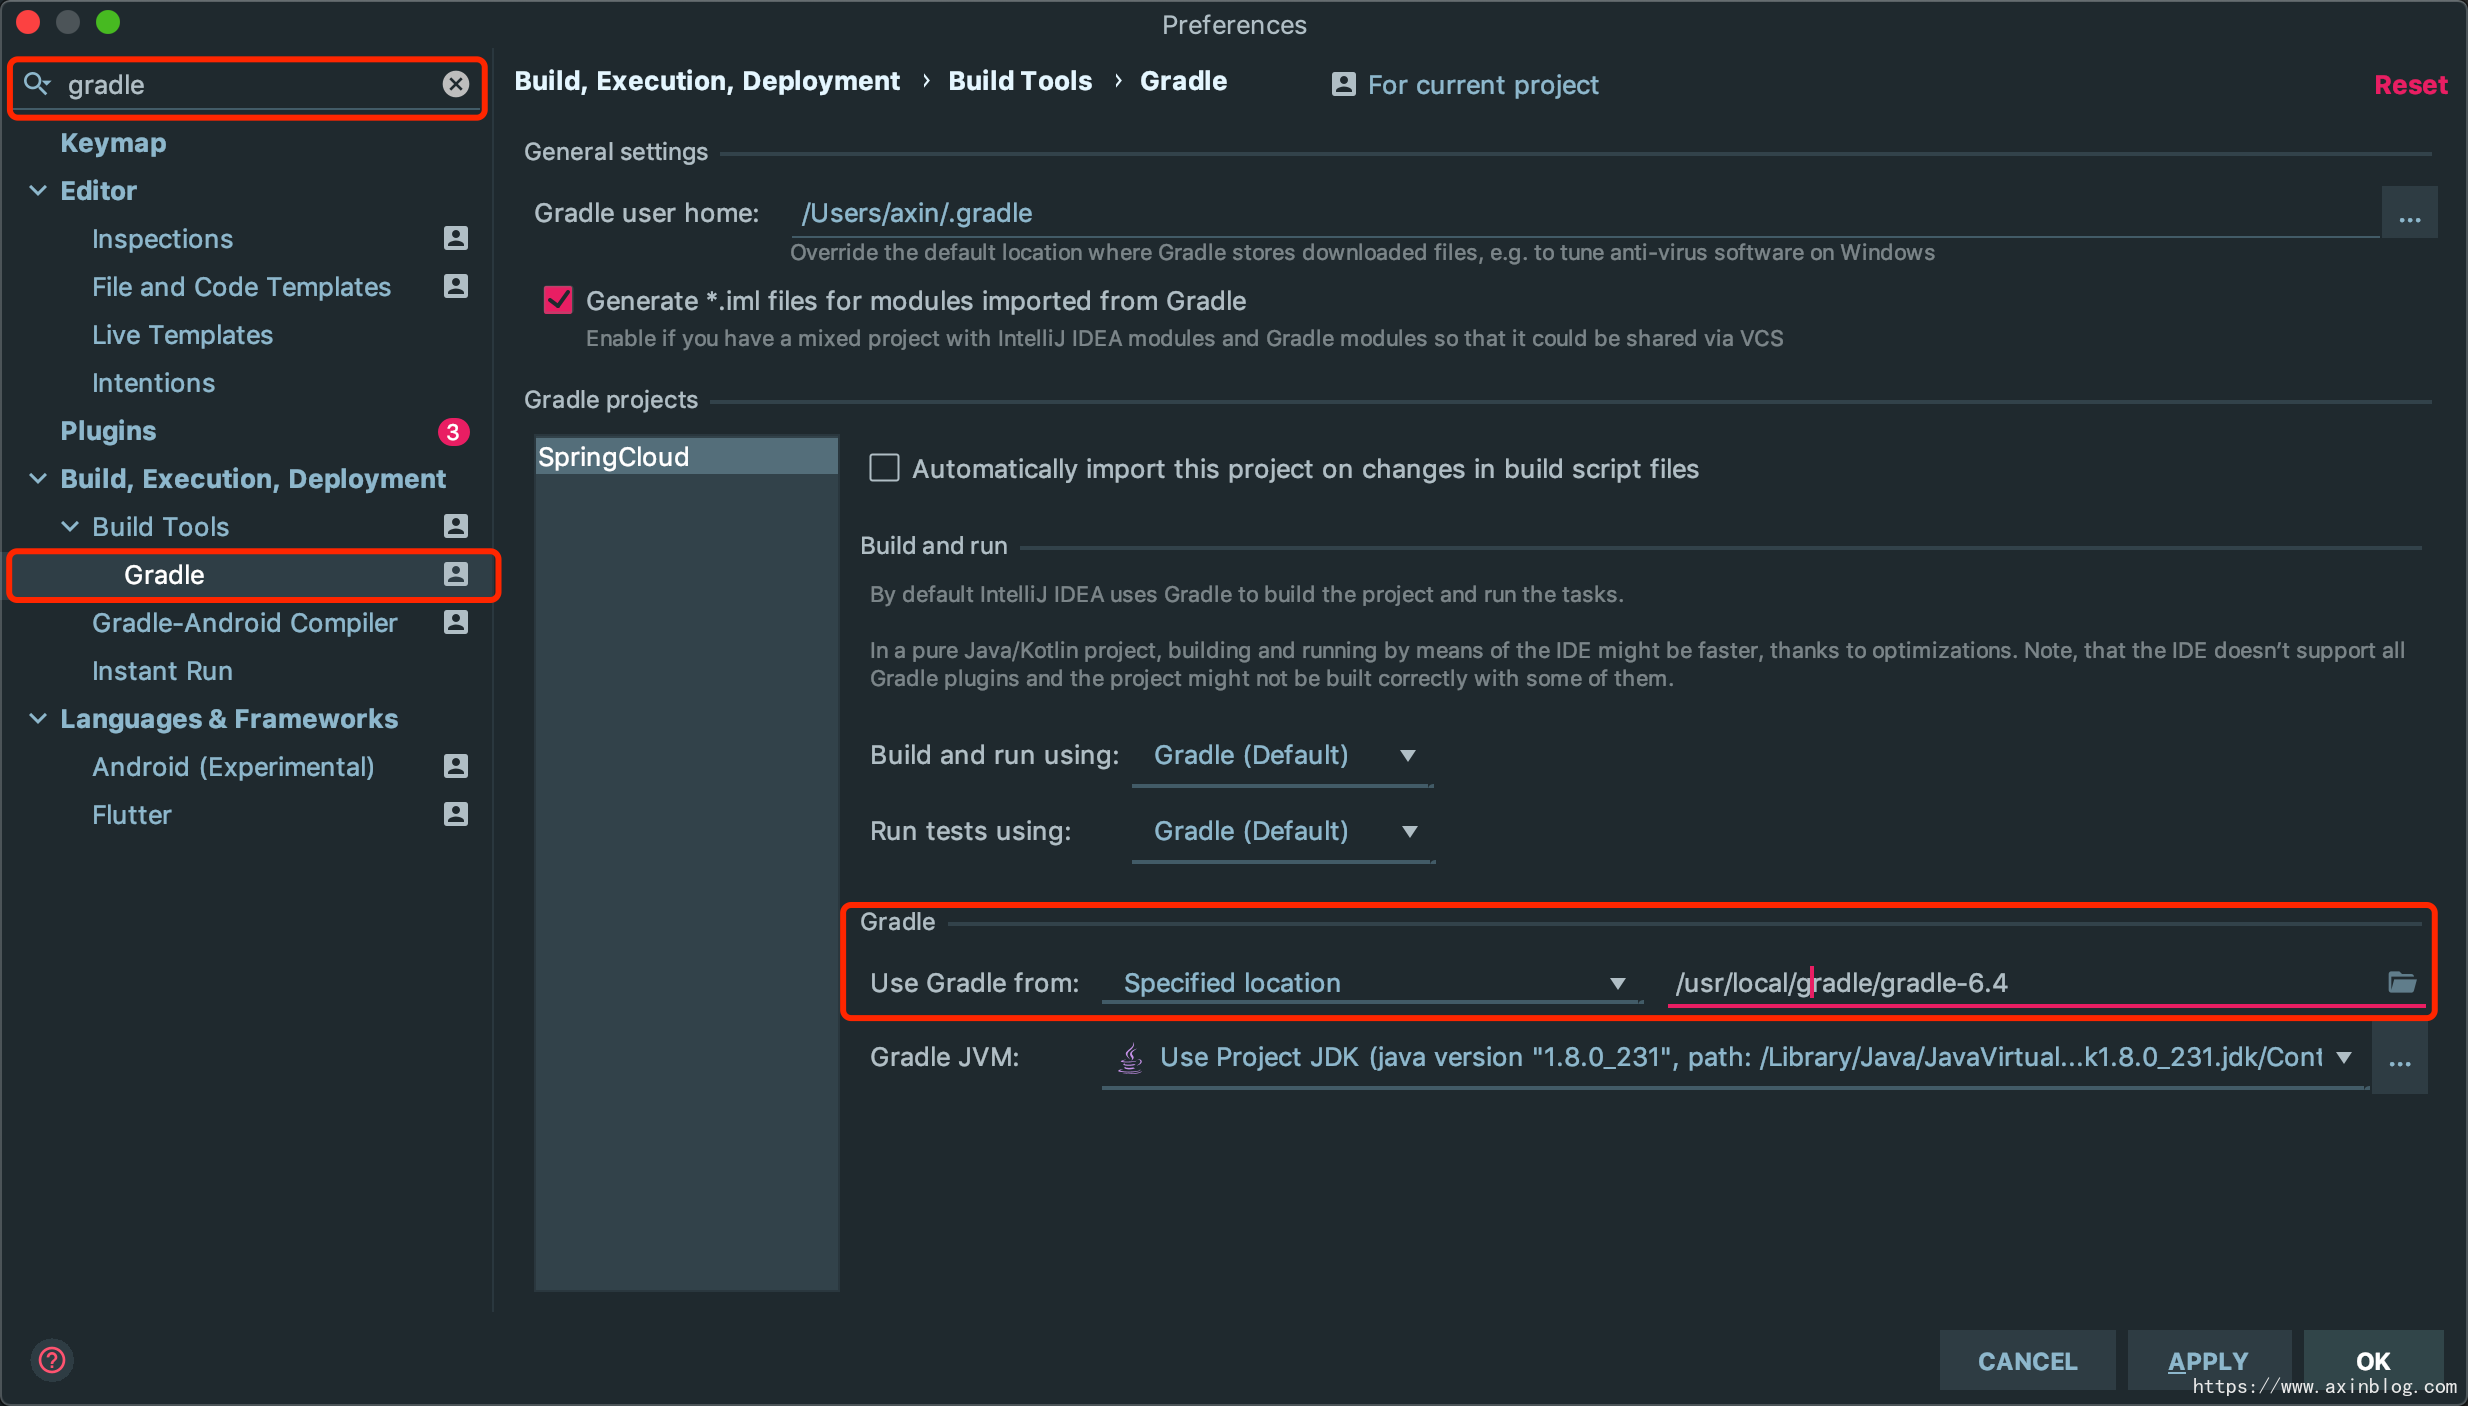 Preferences
gradle
Keymap
Editor
Inspections
File and Code Templates
Live Templates
Intentions
Plugins 3
Build, Execution, Deployment
Build Tools
Gradle
Gradle-Android Compiler
Instant Run
Languages & Frameworks
Android (Experimental)
Flutter
Build, Execution, Deployment › Build Tools › Gradle For current project Reset
General settings
Gradle user home: /Users/axin/.gradle ...
Override the default location where Gradle stores downloaded files, e.g. to tune anti-virus software on Windows
Generate *.iml files for modules imported from Gradle
Enable if you have a mixed project with IntelliJ IDEA modules and Gradle modules so that it could be shared via VCS
Gradle projects
SpringCloud
Automatically import this project on changes in build script files
Build and run
By default IntelliJ IDEA uses Gradle to build the project and run the tasks.
In a pure Java/Kotlin project, building and running by means of the IDE might be faster, thanks to optimizations. Note, that the IDE doesn't support all
Gradle plugins and the project might not be built correctly with some of them.
Build and run using: Gradle (Default)
Run tests using: Gradle (Default)
Gradle
Use Gradle from: Specified location /usr/local/gradle/gradle-6.4
Gradle JVM: Use Project JDK (java version "1.8.0_231", path: /Library/Java/JavaVirtual...k1.8.0_231.jdk/Cont ...
?
CANCEL APPLY OK
https://www.axinblog.com